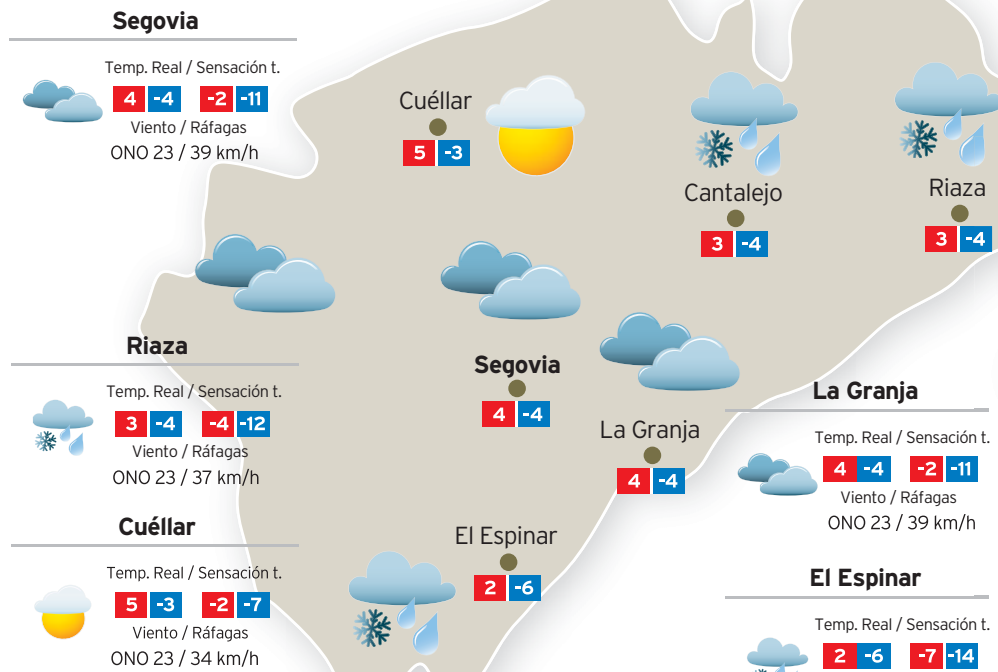 Segovia
Temp. Real / Sensación t.
4 -4 -2 -11
Viento / Ráfagas
ONO 23 / 39 km/h
Cuéllar
5 -3
Cantalejo
3 -4
Riaza
3 -4
Riaza
Temp. Real / Sensación t.
3 -4 -4 -12
Viento / Ráfagas
ONO 23 / 37 km/h
Segovia
4 -4
La Granja
4 -4
La Granja
Temp. Real / Sensación t.
4 -4 -2 -11
Viento / Ráfagas
ONO 23 / 39 km/h
Cuéllar
Temp. Real / Sensación t.
5 -3 -2 -7
Viento / Ráfagas
ONO 23 / 34 km/h
El Espinar
2 -6
El Espinar
Temp. Real / Sensación t.
2 -6 -7 -14